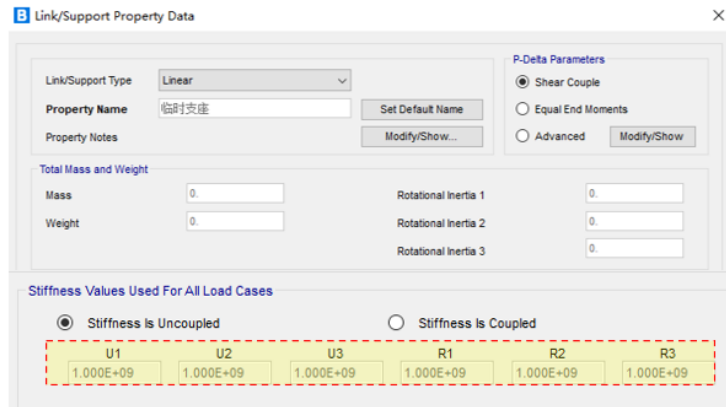 B Link/Support Property Data
P-Delta Parameters
Link/Support Type Linear
Shear Couple
Property Name 临时支座 Set Default Name
Equal End Moments
Property Notes Modify/Show...
Advanced Modify/Show
Total Mass and Weight
Mass 0. Rotational Inertia 1 0.
Weight 0. Rotational Inertia 2 0.
Rotational Inertia 3 0.
Stiffness Values Used For All Load Cases
Stiffness Is Uncoupled Stiffness Is Coupled
U1 U2 U3 R1 R2 R3
1.000E+09 1.000E+09 1.000E+09 1.000E+09 1.000E+09 1.000E+09